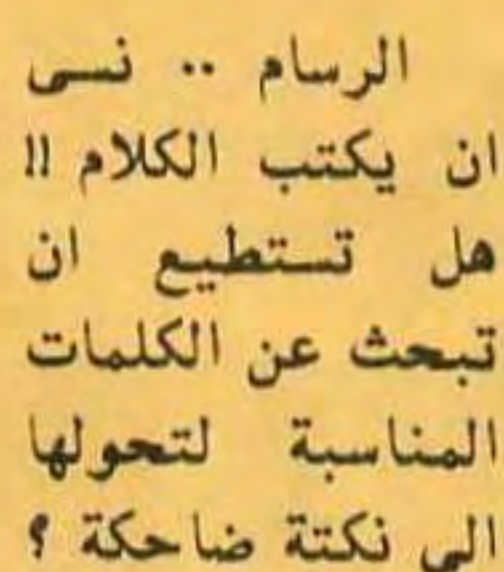 الرسام .. نسى
ان يكتب الكلام !!
هل تستطيع ان
تبحث عن الكلمات
المناسبة لتحولها
الى نكتة ضاحكة ؟